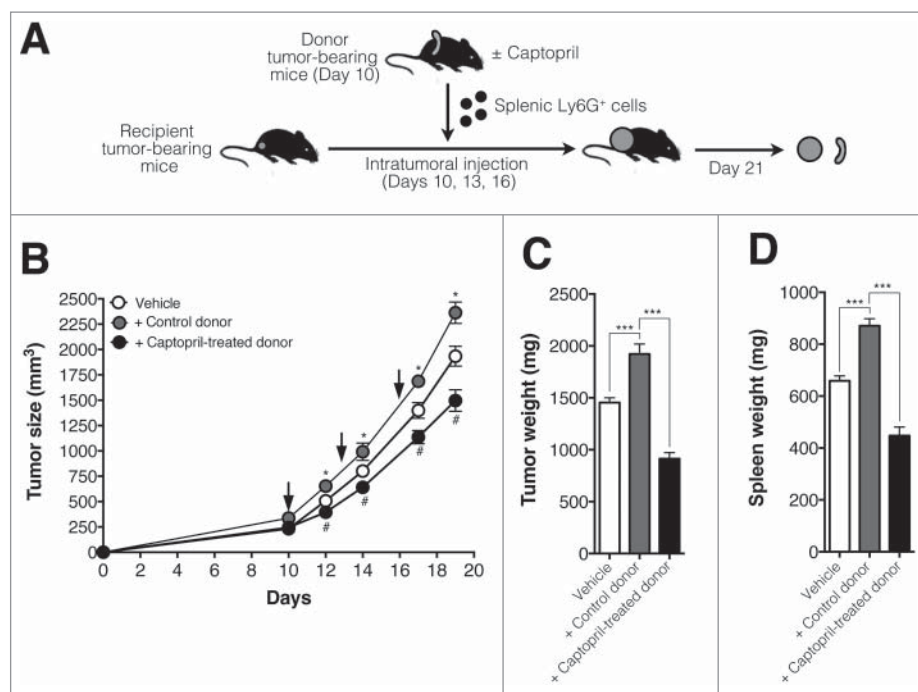 A
Donor
tumor-bearing
mice (Day 10)
± Captopril
Splenic Ly6G⁺ cells
Recipient
tumor-bearing
mice
Intratumoral injection
(Days 10, 13, 16)
Day 21
B
Tumor size (mm³)
2500
2250
2000
1750
1500
1250
1000
750
500
250
0
Vehicle
+ Control donor
+ Captopril-treated donor
*
*
*
*
#
#
#
#
0 2 4 6 8 10 12 14 16 18 20
Days
C
Tumor weight (mg)
2500
2000
1500
1000
500
0
*** ***
Vehicle
+ Control donor
+ Captopril-treated donor
D
Spleen weight (mg)
1000
800
600
400
200
0
*** ***
Vehicle
+ Control donor
+ Captopril-treated donor